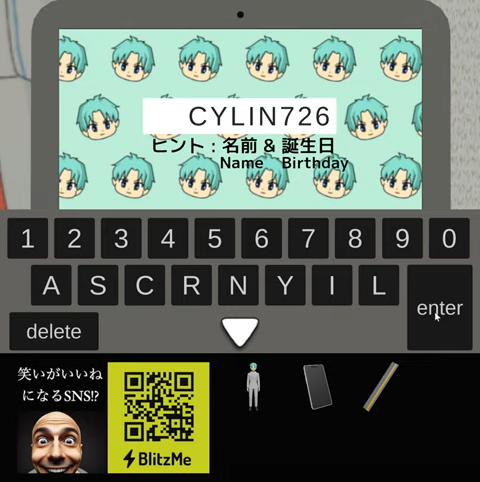 CYLIN726
ヒント：名前 & 誕生日
Name Birthday
1 2 3 4 5 6 7 8 9 0
A S C R N Y I L
enter
delete
笑いがいいね
になるSNS!?
BlitzMe